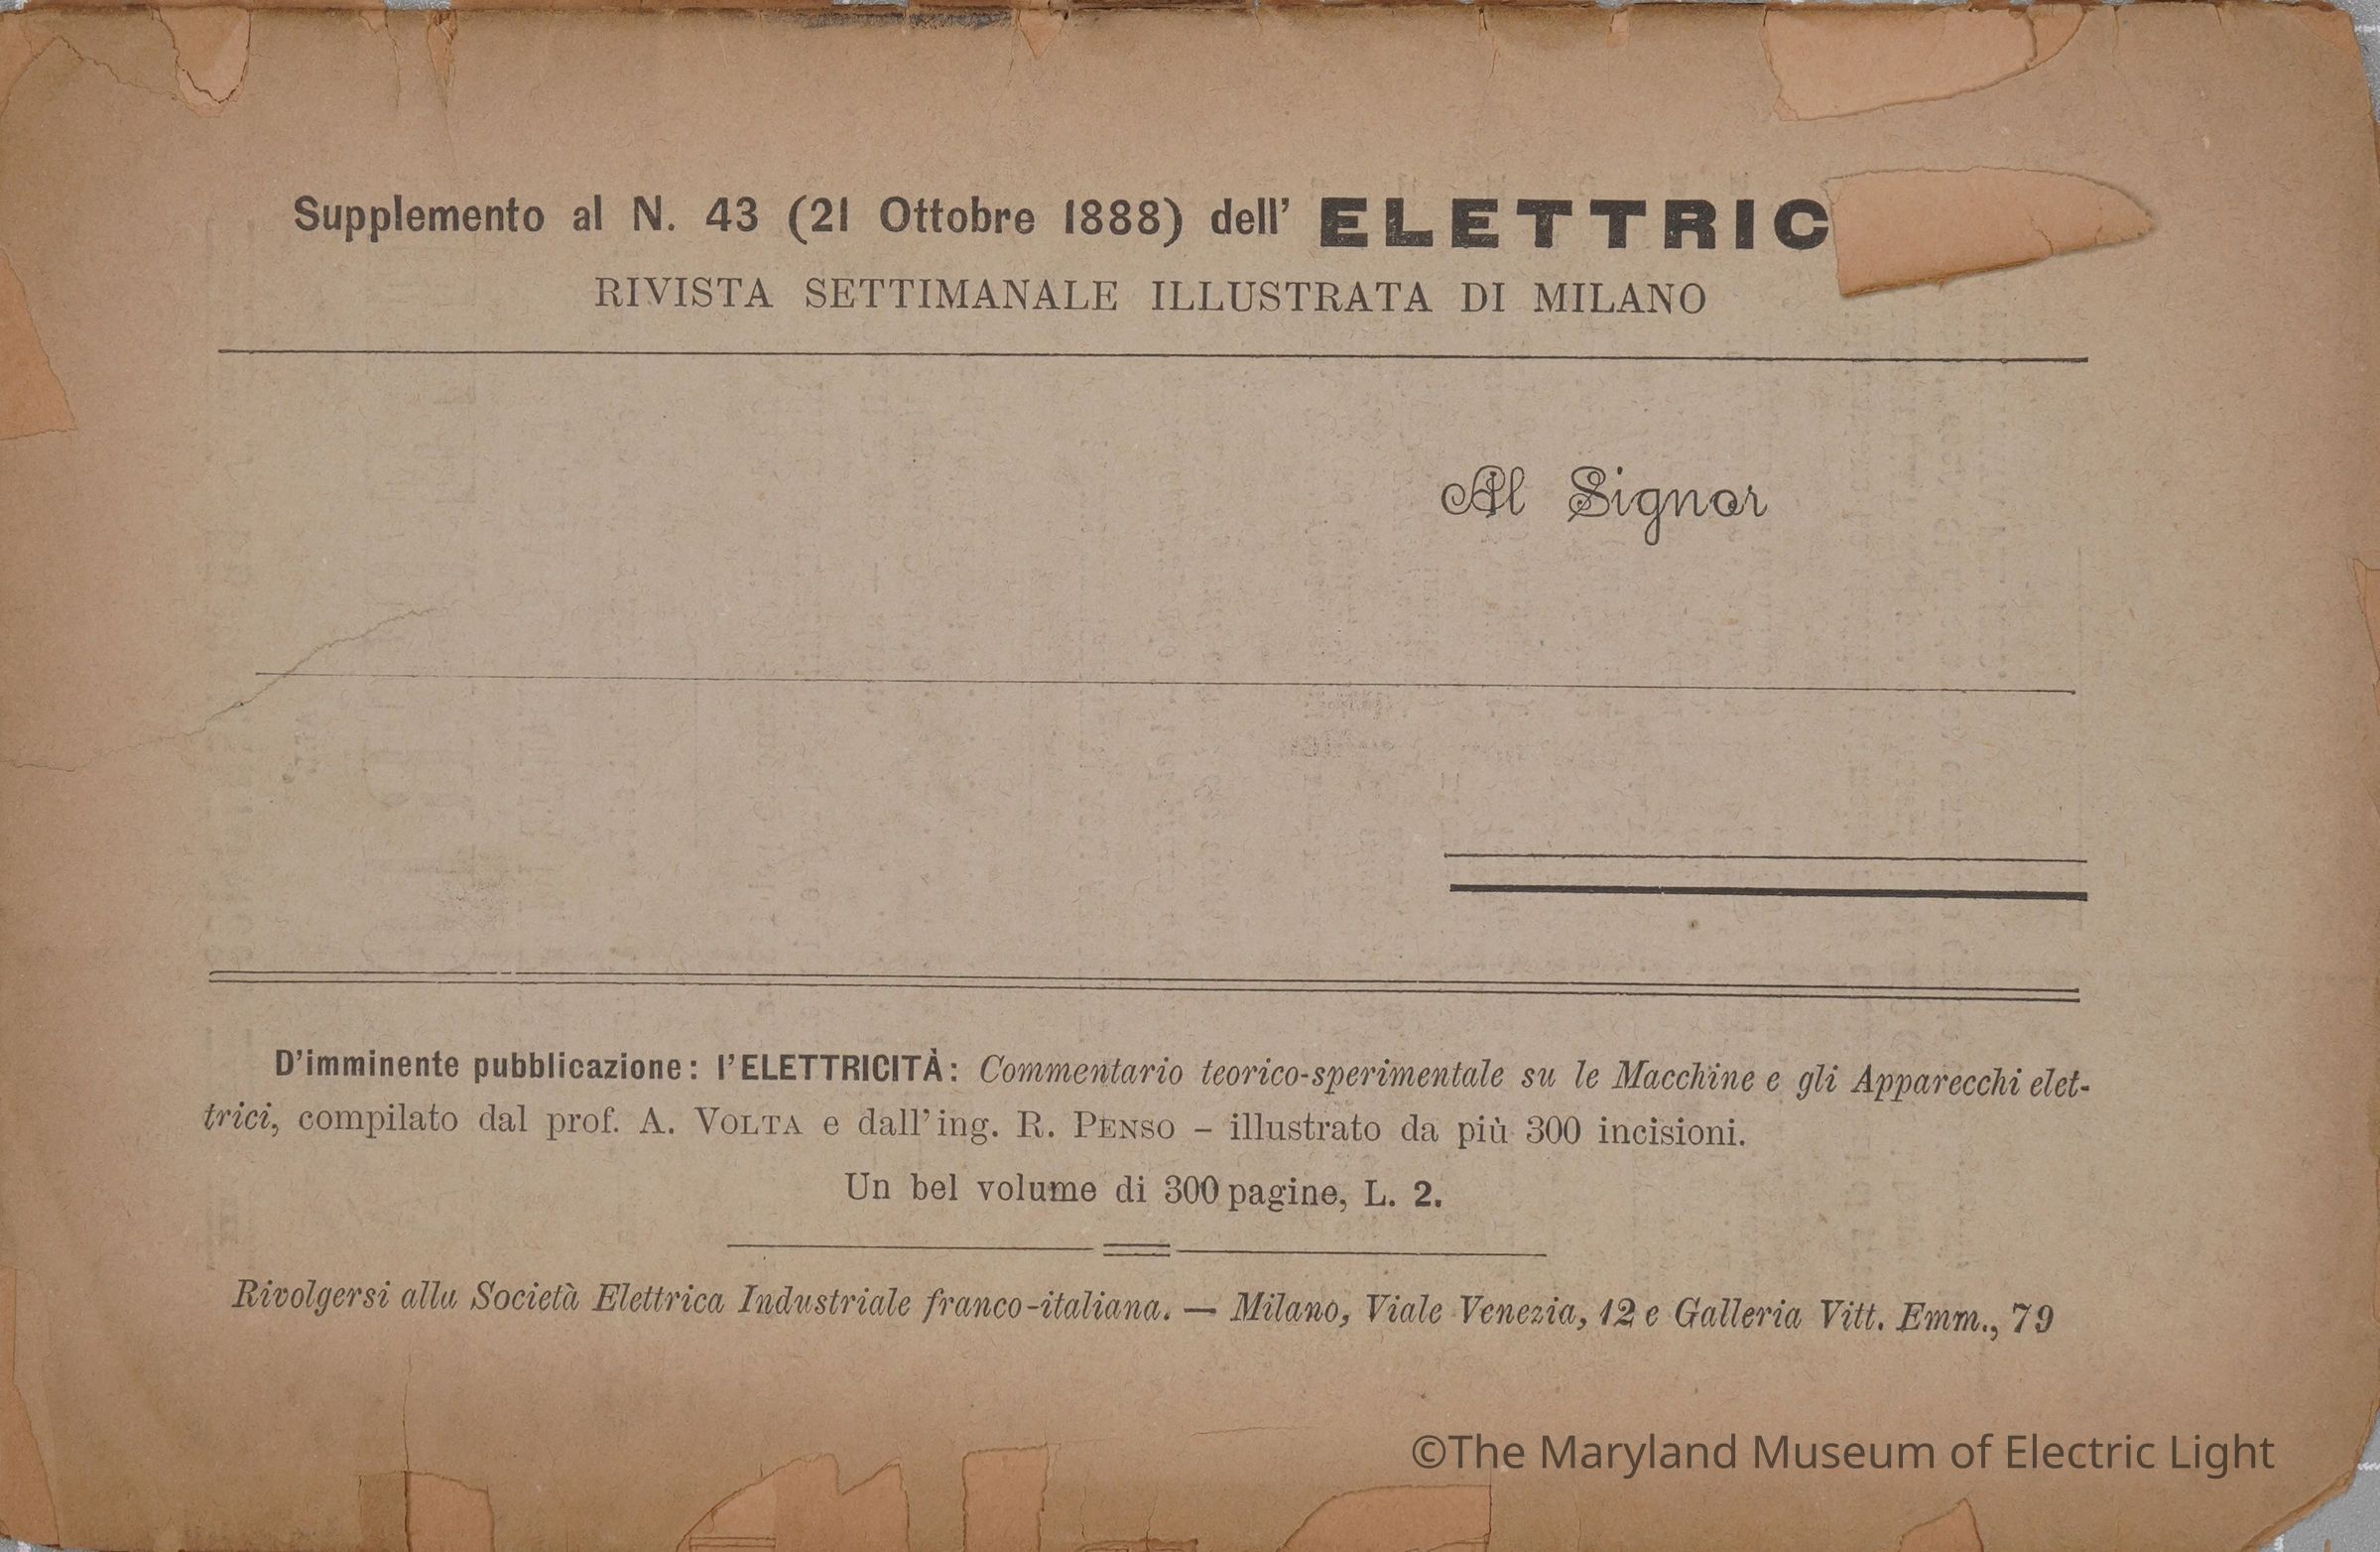 Supplemento al N. 43 (21 Ottobre 1888) dell' ELETTRIC
RIVISTA SETTIMANALE ILLUSTRATA DI MILANO
Al Signor
D'imminente pubblicazione: l'ELETTRICITÀ: Commentario teorico-sperimentale su le Macchine e gli Apparecchi elet-
trici, compilato dal prof. A. VOLTA e dall'ing. R. PENSO – illustrato da più 300 incisioni.
Un bel volume di 300 pagine, L. 2.
Rivolgersi alla Società Elettrica Industriale franco-italiana. — Milano, Viale Venezia, 12 e Galleria Vitt. Emm., 79
©The Maryland Museum of Electric Light